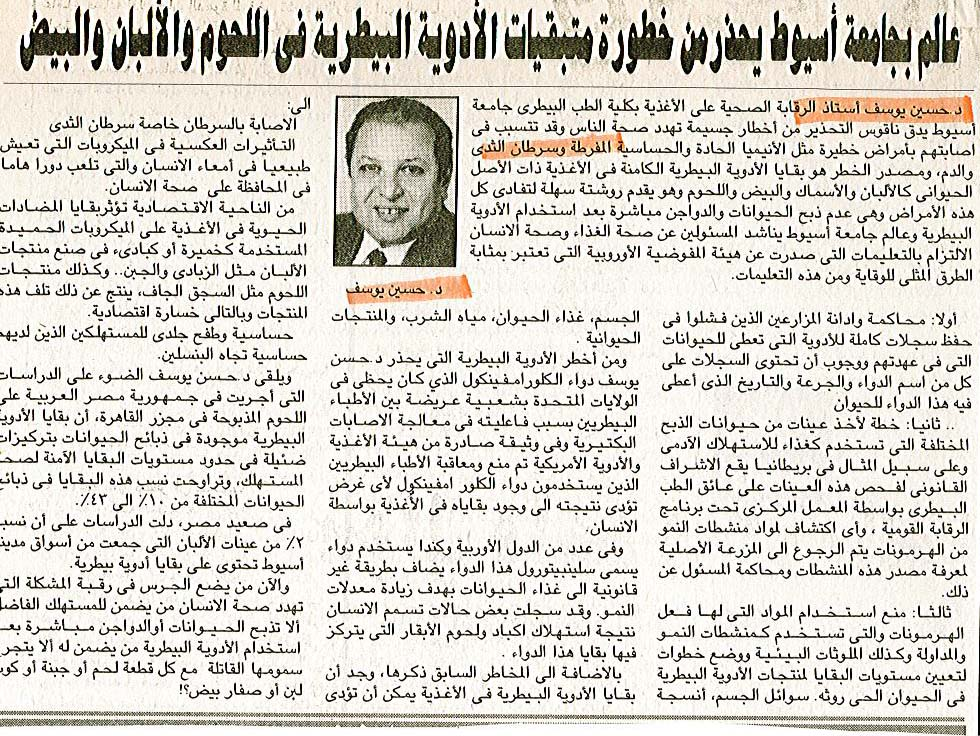 عالم بجامعة أسيوط يحذر من خطورة متبقيات الأدوية البيطرية فى اللحوم والألبان والبيض
د. حسين يوسف أستاذ الرقابة الصحية على الأغذية بكلية الطب البيطرى جامعة
أسيوط يدق ناقوس التحذير من أخطار جسيمة تهدد صحة الناس وقد تتسبب فى
اصابتهم بأمراض خطيرة مثل الأنيميا الحادة والحساسية المفرطة وسرطان الثدى
والدم، ومصدر الخطر هو بقايا الأدوية البيطرية الكامنة فى الأغذية ذات الأصل
الحيوانى كالألبان والأسماك والبيض واللحوم وهو يقدم روشتة سهلة لتفادى كل
هذه الأمراض وهى عدم ذبح الحيوانات والدواجن مباشرة بعد استخدام الأدوية
البيطرية وعالم جامعة أسيوط يناشد المسئولين عن صحة الغذاء وصحة الانسان
الالتزام بالتعليمات التى صدرت عن هيئة المفوضية الأوروبية التى تعتبر بمثابة
الطرق المثلى للوقاية ومن هذه التعليمات.
د. حسين يوسف
أولا: محاكمة وادانة المزارعين الذين فشلوا فى
حفظ سجلات كاملة للأدوية التى تعطى للحيوانات
التى فى عهدتهم ووجوب أن تحتوى السجلات على
كل من اسم الدواء والجرعة والتاريخ الذى أعطى
فيه هذا الدواء للحيوان
.. ثانيا: خطة لأخذ عينات من حيوانات الذبح
المختلفة التى تستخدم كغذاء للاستهلاك الآدمى
وعلى سبيل المثال فى بريطانيا يقع الاشراف
القانونى لفحص هذه العينات على عاتق الطب
البيطرى بواسطة المعمل المركزى تحت برنامج
الرقابة القومية ، وأى اكتشاف لمواد منشطات النمو
من الهرمونات يتم الرجوع الى المزرعة الأصلية
لمعرفة مصدر هذه المنشطات ومحاكمة المسئول عن
ذلك.
ثالثا: منع استخدام المواد التى لها فعل
الهرمونات والتى تستخدم كمنشطات النمو
والمداولة وكذلك الملوثات البيئية ووضع خطوات
لتعيين مستويات البقايا لمنتجات الأدوية البيطرية
فى الحيوان الحى روثه. سوائل الجسم، أنسجة
الجسم، غذاء الحيوان، مياه الشرب، والمنتجات
الحيوانية .
ومن أخطر الأدوية البيطرية التى يحذر د.حسن
يوسف دواء الكلورامفينكول الذى كان يحظى فى
الولايات المتحدة بشعبية عريضة بين الأطباء
البيطريين بسبب فاعليته فى معالجة الاصابات
البكتيرية وفى وثيقة صادرة من هيئة الأغذية
والأدوية الأمريكية تم منع ومعاقبة الأطباء البيطريين
الذين يستخدمون دواء الكلور امفينكول لأى غرض
تؤدى نتيجته الى وجود بقاياه فى الأغذية بواسطة
الانسان.
وفى عدد من الدول الأوربية وكندا يستخدم دواء
يسمى سلينبيتورول هذا الدواء يضاف بطريقة غير
قانونية الى غذاء الحيوانات بهدف زيادة معدلات
النمو. وقد سجلت بعض حالات تسمم الانسان
نتيجة استهلاك اكباد ولحوم الأبقار التى يتركز
فيها بقايا هذا الدواء .
بالاضافة الى المخاطر السابق ذكرها، وجد أن
بقايا الأدوية البيطرية فى الأغذية يمكن أن تؤدى
الى:
الاصابة بالسرطان خاصة سرطان الثدى
التأثيرات العكسية فى الميكروبات التى تعيش
طبيعيا فى أمعاء الانسان والتى تلعب دورا هاما
فى المحافظة على صحة الانسان.
من الناحية الاقتصادية تؤثربقايا المضادات
الحيوية فى الأغذية على الميكروبات الحميدة
المستخدمة كخميرة أو كبادىء فى صنع منتجات
الألبان مثل الزبادى والجبن.. وكذلك منتجات
اللحوم مثل السجق الجاف، ينتج عن ذلك تلف هذه
المنتجات وبالتالى خسارة اقتصادية.
حساسية وطفح جلدى للمستهلكين الذين لديهم
حساسية تجاه البنسلين.
ويلقى د.حسن يوسف الضوء على الدراسات
التى أجريت فى جمهورية مصر العربية على
اللحوم المذبوحة فى مجزر القاهرة، أن بقايا الأدوية
البيطرية موجودة فى ذبائح الحيوانات بتركيزات
ضئيلة فى حدود مستويات البقايا الآمنة لصحة
المستهلك، وتراوحت نسب هذه البقايا فى ذبائح
الحيوانات المختلفة من ١٠٪ الى ٤٣٪.
فى صعيد مصر، دلت الدراسات على أن نسبة
٢٪ من عينات الألبان التى جمعت من أسواق مدينة
أسيوط تحتوى على بقايا أدوية بيطرية.
والآن من يضع الجرس فى رقبة المشكلة التى
تهدد صحة الانسان من يضمن للمستهلك الفاضل
ألا تذبح الحيوانات أوالدواجن مباشرة بعد
استخدام الأدوية البيطرية من يضمن له ألا يتجرع
سمومها القاتلة مع كل قطعة لحم أو جبنة أو كوب
لبن أو صفار بيض؟!